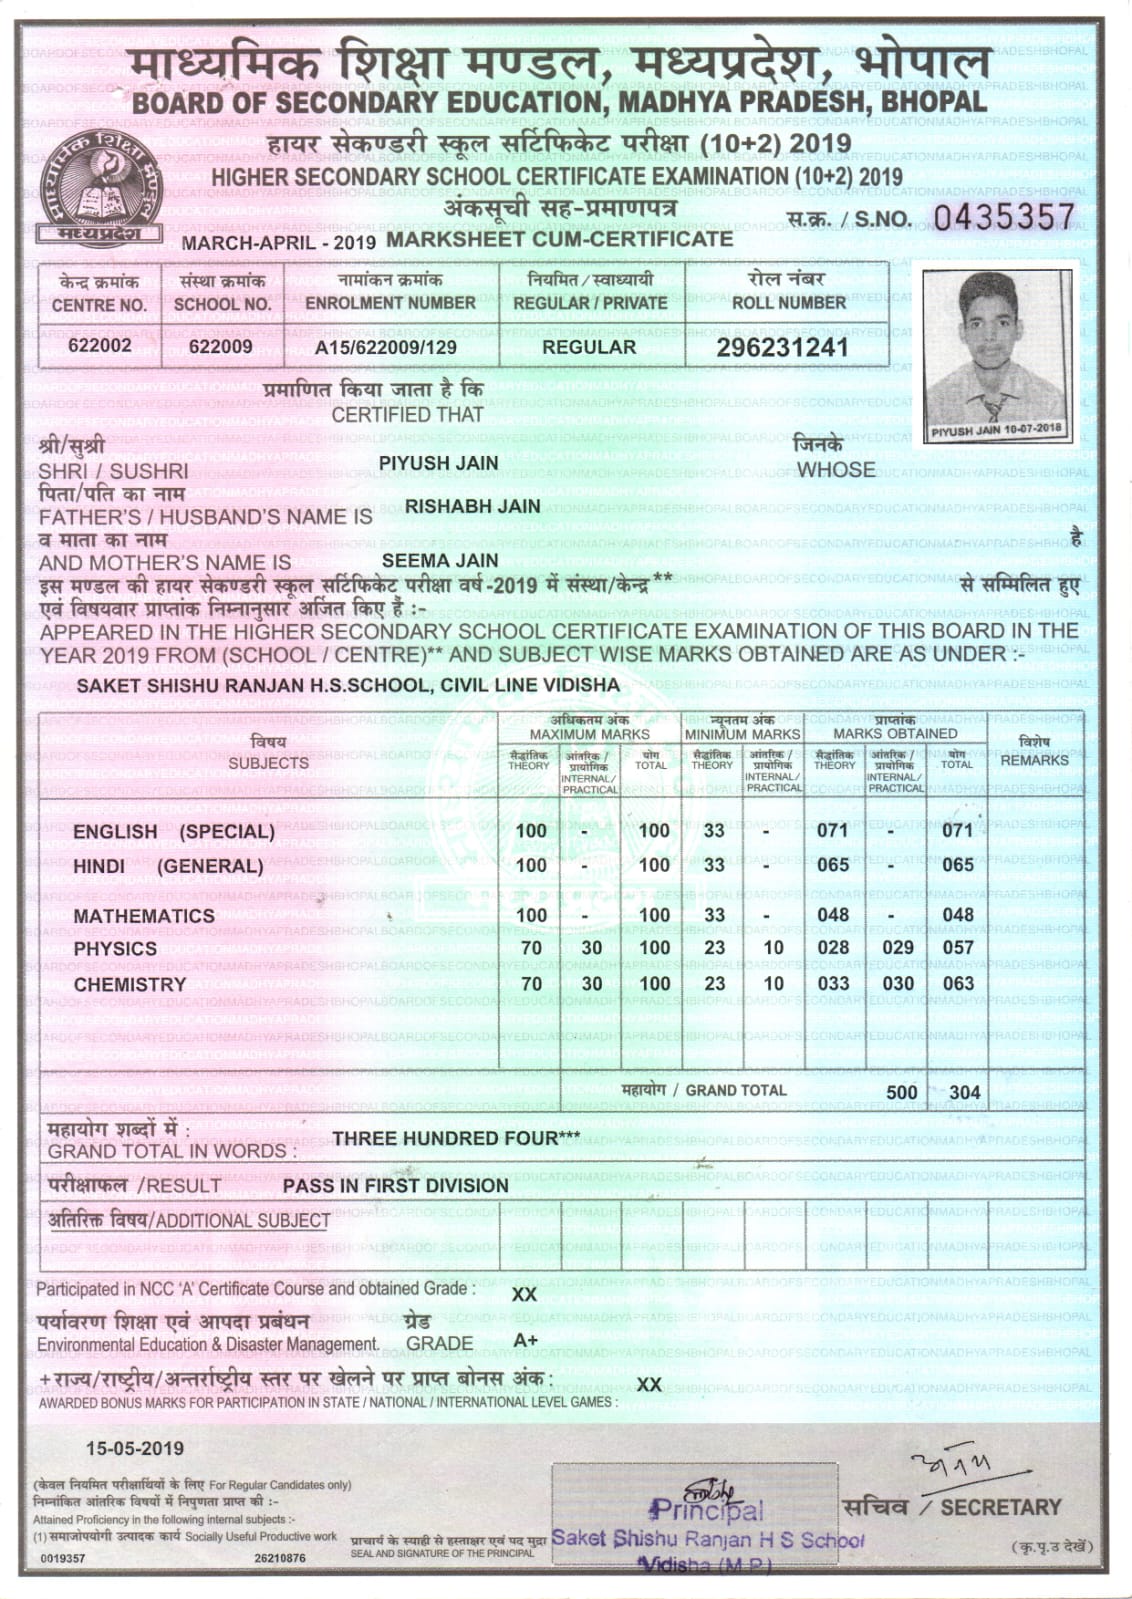 माध्यमिक शिक्षा मण्डल, मध्यप्रदेश, भोपाल
BOARD OF SECONDARY EDUCATION, MADHYA PRADESH, BHOPAL
हायर सेकण्डरी स्कूल सर्टिफिकेट परीक्षा (10+2) 2019
HIGHER SECONDARY SCHOOL CERTIFICATE EXAMINATION (10+2) 2019
अंकसूची सह-प्रमाणपत्र
स.क्र. / S.NO. 0435357
MARCH-APRIL - 2019 MARKSHEET CUM-CERTIFICATE
माध्यमिक शिक्षा मण्डल
मध्यप्रदेश
केन्द्र क्रमांक संस्था क्रमांक नामांकन क्रमांक नियमित / स्वाध्यायी रोल नंबर
CENTRE NO. SCHOOL NO. ENROLMENT NUMBER REGULAR / PRIVATE ROLL NUMBER
622002 622009 A15/622009/129 REGULAR 296231241
PIYUSH JAIN 10-07-2018
प्रमाणित किया जाता है कि
CERTIFIED THAT
श्री/सुश्री जिनके
SHRI / SUSHRI PIYUSH JAIN WHOSE
पिता/पति का नाम
FATHER'S / HUSBAND'S NAME IS RISHABH JAIN
व माता का नाम है
AND MOTHER'S NAME IS SEEMA JAIN
इस मण्डल की हायर सेकण्डरी स्कूल सर्टिफिकेट परीक्षा वर्ष -2019 में संस्था/केन्द्र** से सम्मिलित हुए
एवं विषयवार प्राप्तांक निम्नानुसार अर्जित किए हैं :-
APPEARED IN THE HIGHER SECONDARY SCHOOL CERTIFICATE EXAMINATION OF THIS BOARD IN THE
YEAR 2019 FROM (SCHOOL / CENTRE)** AND SUBJECT WISE MARKS OBTAINED ARE AS UNDER :-
SAKET SHISHU RANJAN H.S.SCHOOL, CIVIL LINE VIDISHA
विषय अधिकतम अंक न्यूनतम अंक प्राप्तांक विशेष
SUBJECTS MAXIMUM MARKS MINIMUM MARKS MARKS OBTAINED REMARKS
सैद्धांतिक आंतरिक / प्रायोगिक योग सैद्धांतिक आंतरिक / प्रायोगिक सैद्धांतिक आंतरिक / प्रायोगिक योग
THEORY INTERNAL / PRACTICAL TOTAL THEORY INTERNAL / PRACTICAL THEORY INTERNAL / PRACTICAL TOTAL
ENGLISH (SPECIAL) 100 - 100 33 - 071 - 071
HINDI (GENERAL) 100 - 100 33 - 065 - 065
MATHEMATICS 100 - 100 33 - 048 - 048
PHYSICS 70 30 100 23 10 028 029 057
CHEMISTRY 70 30 100 23 10 033 030 063
महायोग / GRAND TOTAL 500 304
महायोग शब्दों में :
GRAND TOTAL IN WORDS : THREE HUNDRED FOUR***
परीक्षाफल /RESULT PASS IN FIRST DIVISION
अतिरिक्त विषय/ADDITIONAL SUBJECT
Participated in NCC 'A' Certificate Course and obtained Grade : XX
पर्यावरण शिक्षा एवं आपदा प्रबंधन ग्रेड
Environmental Education & Disaster Management. GRADE A+
+राज्य/राष्ट्रीय/अन्तर्राष्ट्रीय स्तर पर खेलने पर प्राप्त बोनस अंक : XX
AWARDED BONUS MARKS FOR PARTICIPATION IN STATE / NATIONAL / INTERNATIONAL LEVEL GAMES :
15-05-2019
(केवल नियमित परीक्षार्थियों के लिए For Regular Candidates only)
निम्नांकित आंतरिक विषयों में निपुणता प्राप्त की :-
Attained Proficiency in the following internal subjects :-
(1) समाजोपयोगी उत्पादक कार्य Socially Useful Productive work
0019357 26210876
प्राचार्य के स्याही से हस्ताक्षर एवं पद मुद्रा
SEAL AND SIGNATURE OF THE PRINCIPAL
Principal
Saket Shishu Ranjan H S School
Vidisha (M.P.)
सचिव / SECRETARY
(कृ.पृ.उ देखें)